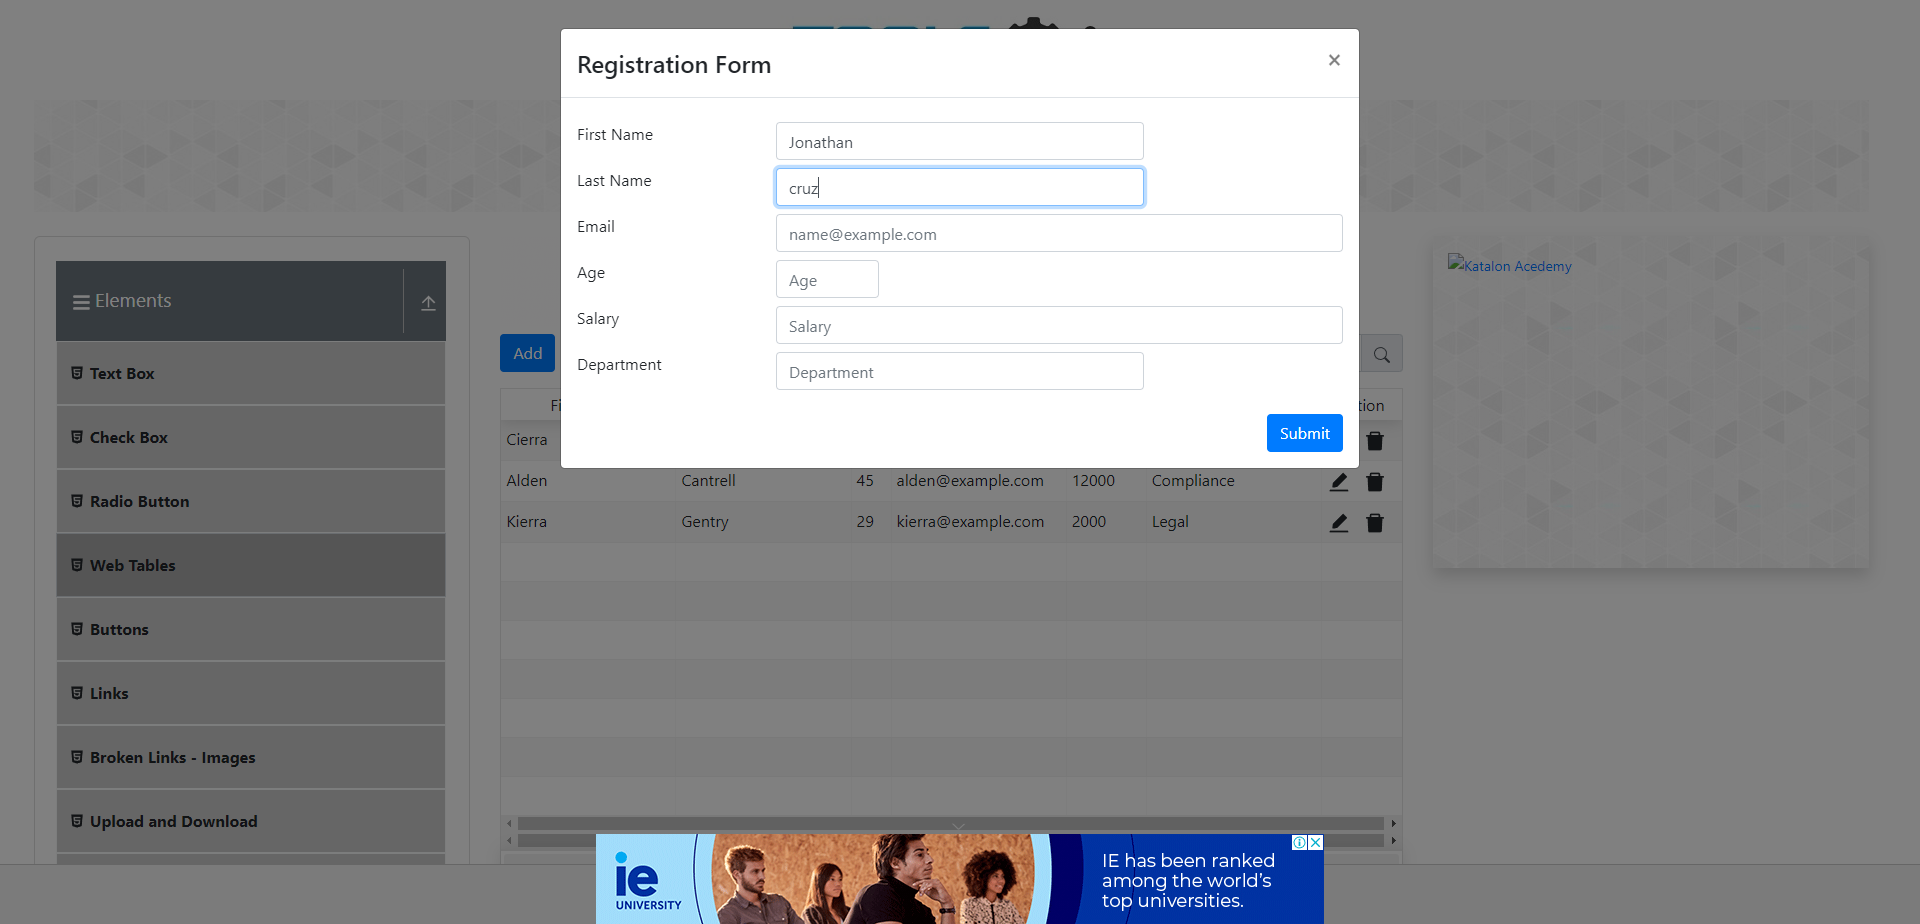 Registration Form
×
First Name
Jonathan
Last Name
cruz
Email
name@example.com
Age
Age
Salary
Salary
Department
Department
Submit
Elements
Text Box
Check Box
Radio Button
Web Tables
Buttons
Links
Broken Links - Images
Upload and Download
Add
Cierra
Alden Cantrell 45 alden@example.com 12000 Compliance
Kierra Gentry 29 kierra@example.com 2000 Legal
Katalon Acedemy
ie
UNIVERSITY
IE has been ranked
among the world's
top universities.